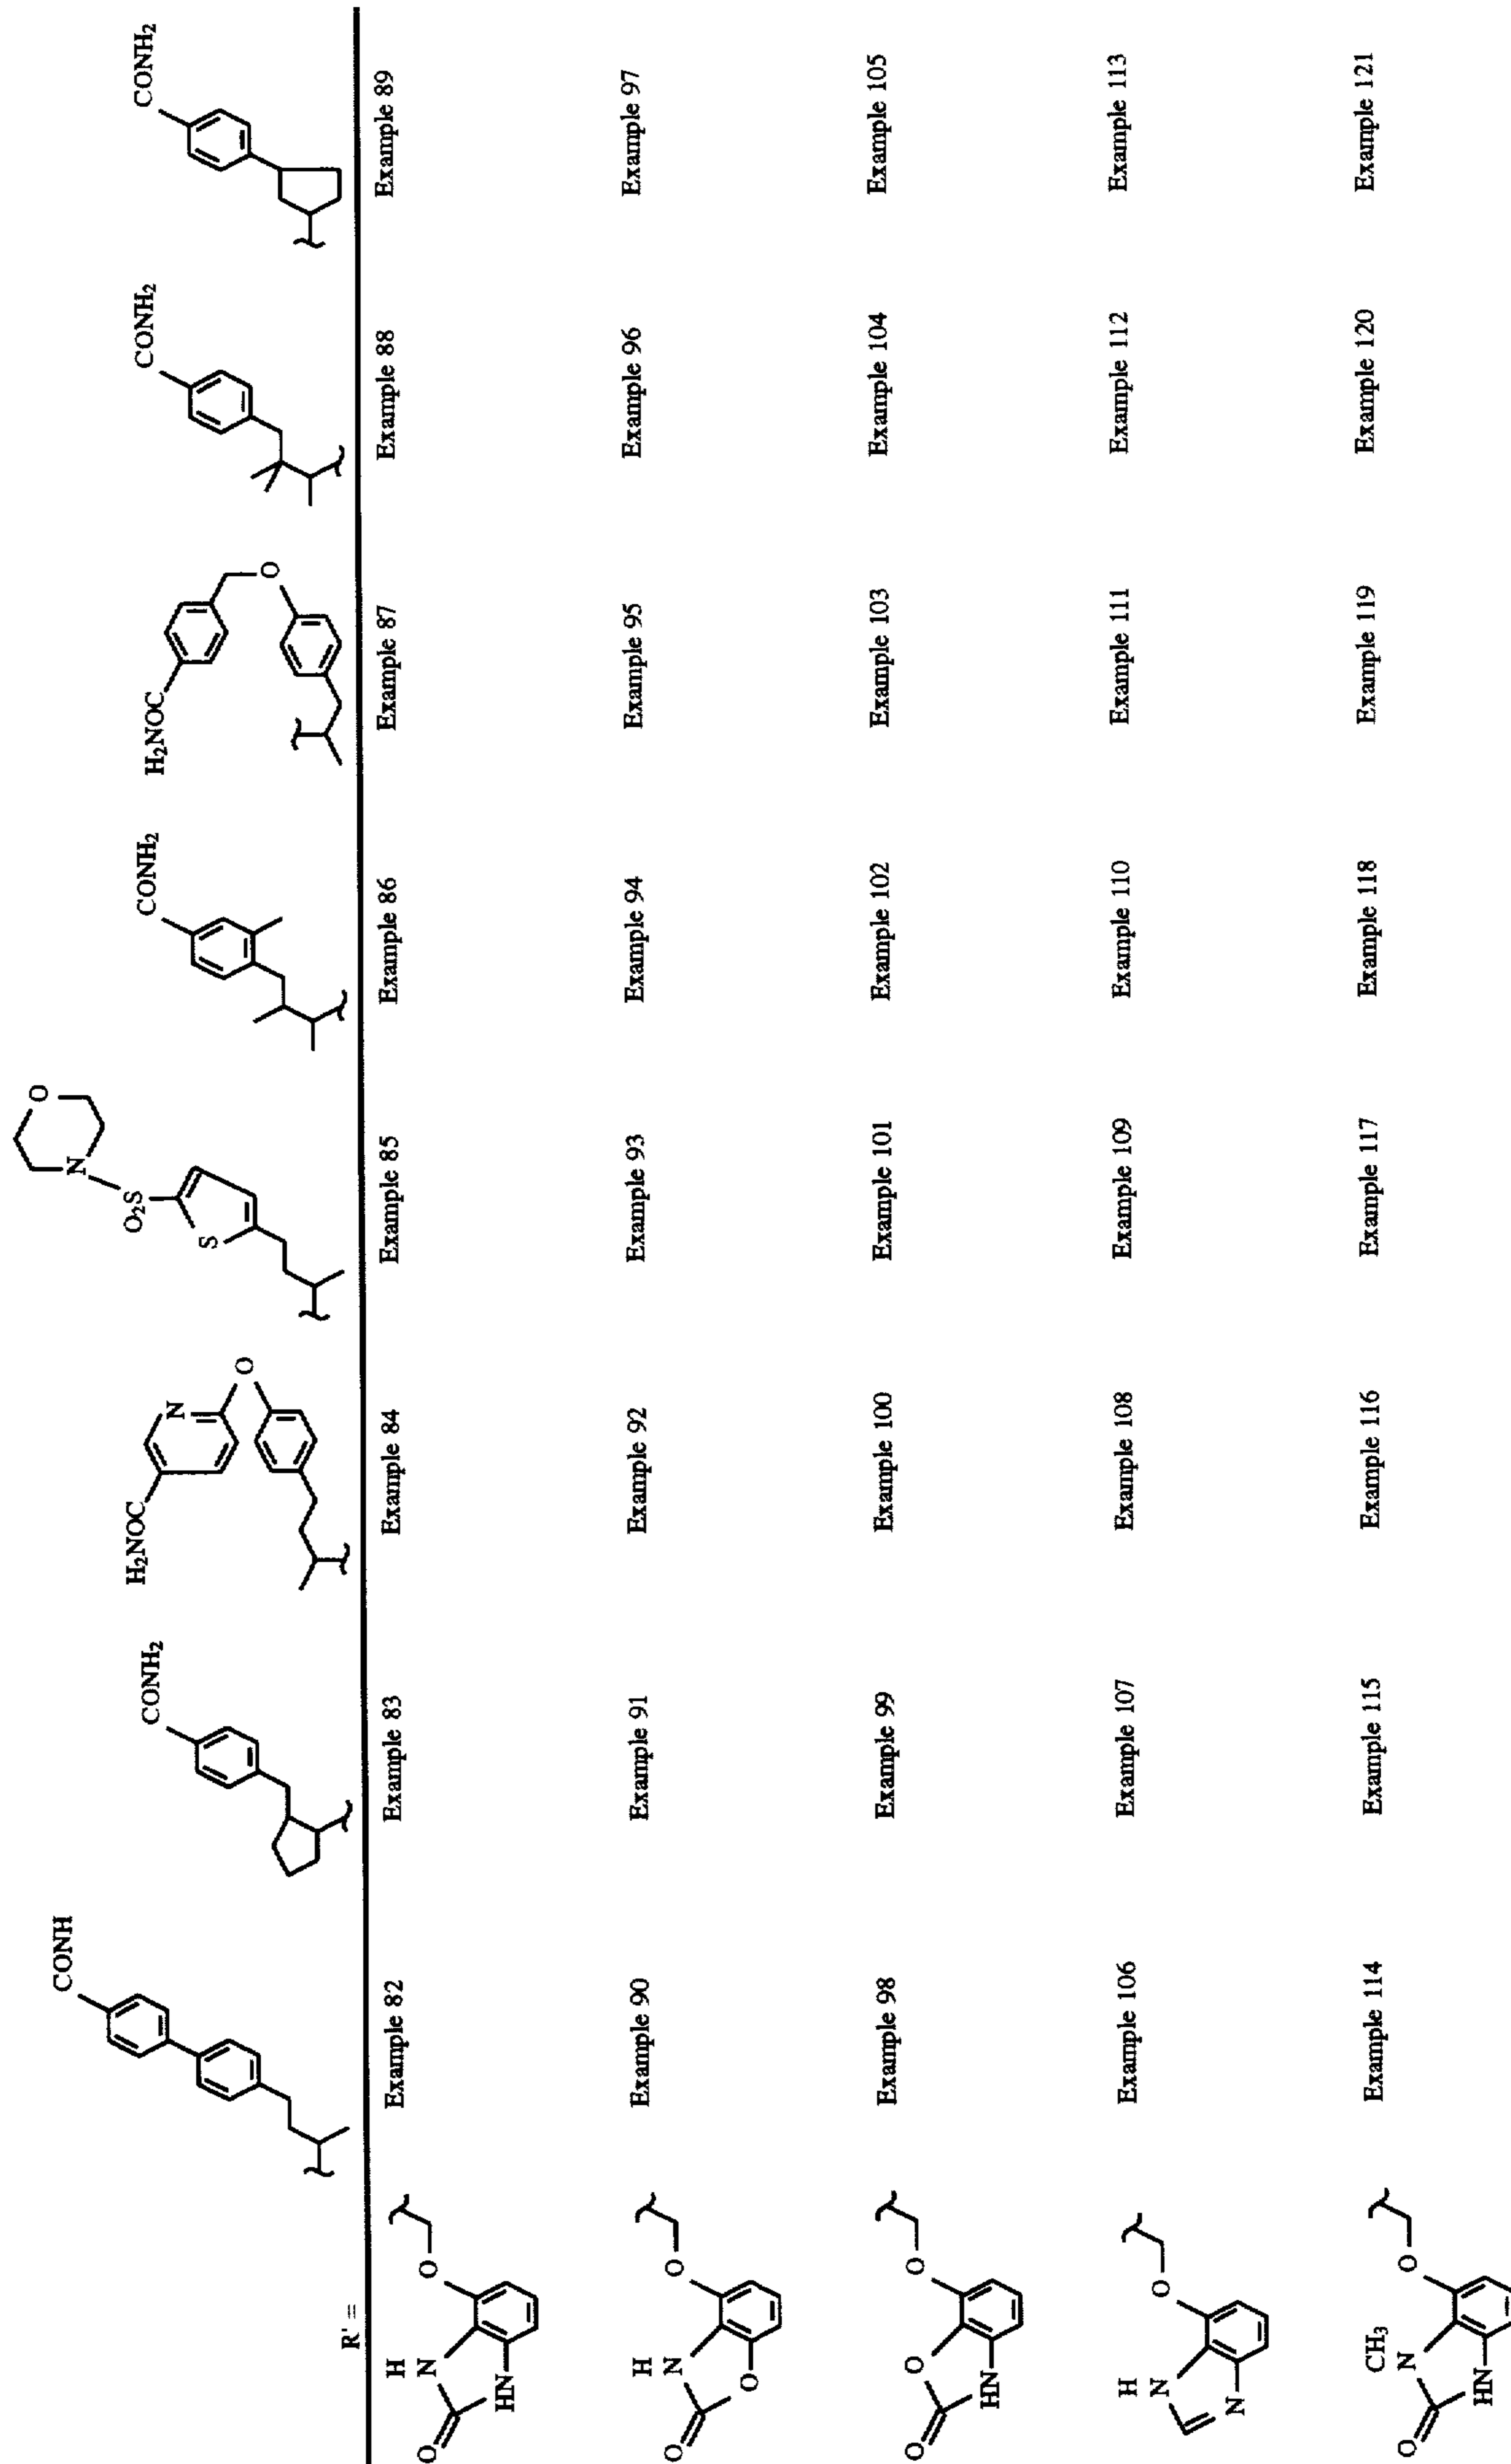 CONH
CONH2
H2NOC
N
O
O
N
O2S
S
CONH2
H2NOC
O
CONH2
CONH2
R' =
Example 82 Example 83 Example 84 Example 85 Example 86 Example 87 Example 88 Example 89
H
N
O
O
HN
Example 90 Example 91 Example 92 Example 93 Example 94 Example 95 Example 96 Example 97
H
N
O
O
O
Example 98 Example 99 Example 100 Example 101 Example 102 Example 103 Example 104 Example 105
O
O
O
HN
Example 106 Example 107 Example 108 Example 109 Example 110 Example 111 Example 112 Example 113
H
N
O
N
Example 114 Example 115 Example 116 Example 117 Example 118 Example 119 Example 120 Example 121
CH3
N
O
O
HN